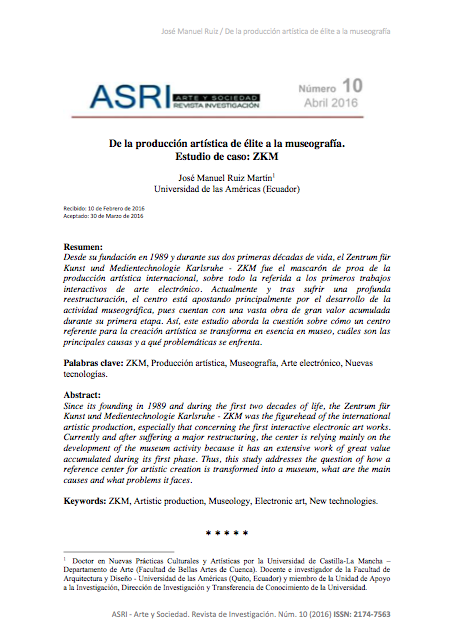 José Manuel Ruiz / De la producción artística de élite a la museografía
ASRI ARTE Y SOCIEDAD
REVISTA INVESTIGACIÓN
Número 10
Abril 2016
De la producción artística de élite a la museografía.
Estudio de caso: ZKM
José Manuel Ruiz Martín1
Universidad de las Américas (Ecuador)
Recibido: 10 de Febrero de 2016
Aceptado: 30 de Marzo de 2016
Resumen:
Desde su fundación en 1989 y durante sus dos primeras décadas de vida, el Zentrum für
Kunst und Medientechnologie Karlsruhe - ZKM fue el mascarón de proa de la
producción artística internacional, sobre todo la referida a los primeros trabajos
interactivos de arte electrónico. Actualmente y tras sufrir una profunda
reestructuración, el centro está apostando principalmente por el desarrollo de la
actividad museográfica, pues cuentan con una vasta obra de gran valor acumulada
durante su primera etapa. Así, este estudio aborda la cuestión sobre cómo un centro
referente para la creación artística se transforma en esencia en museo, cuáles son las
principales causas y a qué problemáticas se enfrenta.
Palabras clave: ZKM, Producción artística, Museografía, Arte electrónico, Nuevas
tecnologías.
Abstract:
Since its founding in 1989 and during the first two decades of life, the Zentrum für
Kunst und Medientechnologie Karlsruhe - ZKM was the figurehead of the international
artistic production, especially that concerning the first interactive electronic art works.
Currently and after suffering a major restructuring, the center is relying mainly on the
development of the museum activity because it has an extensive work of great value
accumulated during its first phase. Thus, this study addresses the question of how a
reference center for artistic creation is transformed into a museum, what are the main
causes and what problems it faces.
Keywords: ZKM, Artistic production, Museology, Electronic art, New technologies.
* * * * *
1 Doctor en Nuevas Prácticas Culturales y Artísticas por la Universidad de Castilla-La Mancha –
Departamento de Arte (Facultad de Bellas Artes de Cuenca). Docente e investigador de la Facultad de
Arquitectura y Diseño - Universidad de las Américas (Quito, Ecuador) y miembro de la Unidad de Apoyo
a la Investigación, Dirección de Investigación y Transferencia de Conocimiento de la Universidad.
ASRI - Arte y Sociedad. Revista de Investigación. Núm. 10 (2016) ISSN: 2174-7563